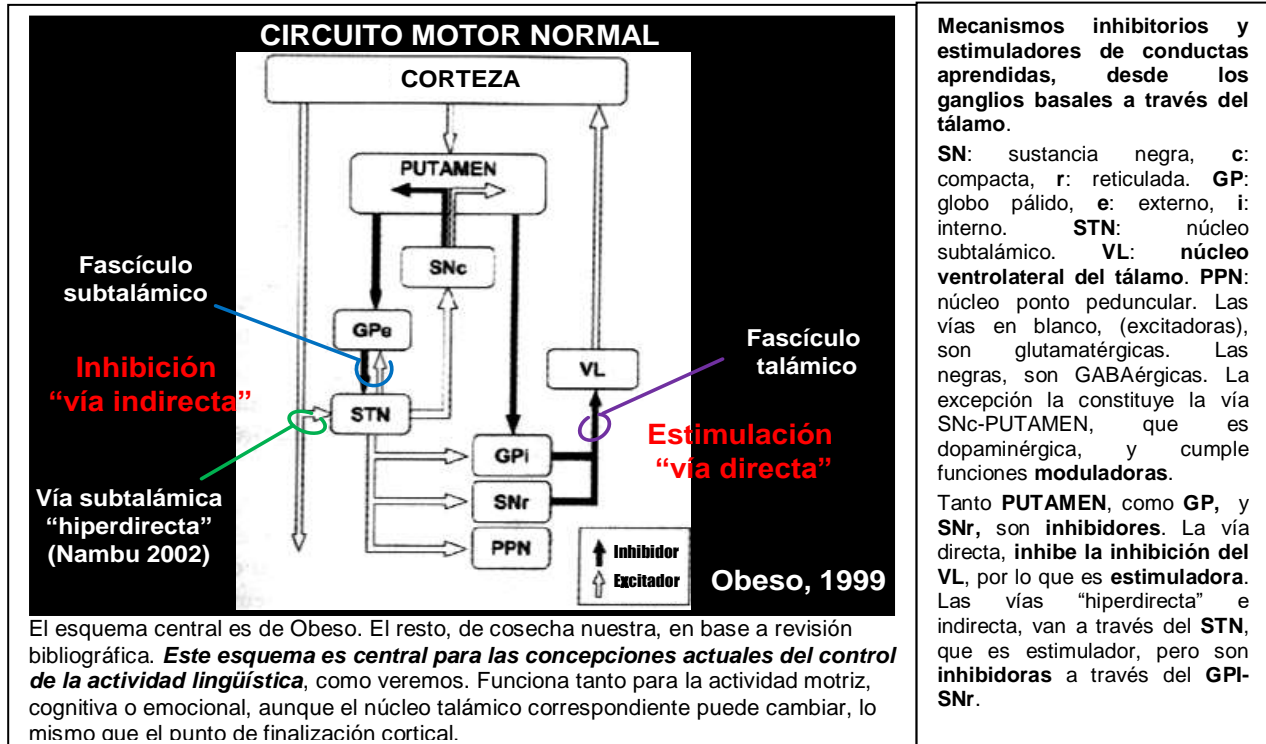 CIRCUITO MOTOR NORMAL
CORTEZA
PUTAMEN
SNc
Fascículo
subtalámico
GPe
Inhibición
“vía indirecta”
STN
Vía subtalámica
“hiperdirecta”
(Nambu 2002)
VL
Fascículo
talámico
Estimulación
“vía directa”
GPi
SNr
PPN
Inhibidor
Excitador
Obeso, 1999
El esquema central es de Obeso. El resto, de cosecha nuestra, en base a revisión
bibliográfica. Este esquema es central para las concepciones actuales del control
de la actividad lingüística, como veremos. Funciona tanto para la actividad motriz,
cognitiva o emocional, aunque el núcleo talámico correspondiente puede cambiar, lo
mismo que el punto de finalización cortical.
Mecanismos inhibitorios y
estimuladores de conductas
aprendidas, desde los
ganglios basales a través del
tálamo.
SN: sustancia negra, c:
compacta, r: reticulada. GP:
globo pálido, e: externo, i:
interno. STN: núcleo
subtalámico. VL: núcleo
ventrolateral del tálamo. PPN:
núcleo ponto peduncular. Las
vías en blanco, (excitadoras),
son glutamatérgicas. Las
negras, son GABAérgicas. La
excepción la constituye la vía
SNc-PUTAMEN, que es
dopaminérgica, y cumple
funciones moduladoras.
Tanto PUTAMEN, como GP, y
SNr, son inhibidores. La vía
directa, inhibe la inhibición del
VL, por lo que es estimuladora.
Las vías “hiperdirecta” e
indirecta, van a través del STN,
que es estimulador, pero son
inhibidoras a través del GPI-
SNr.